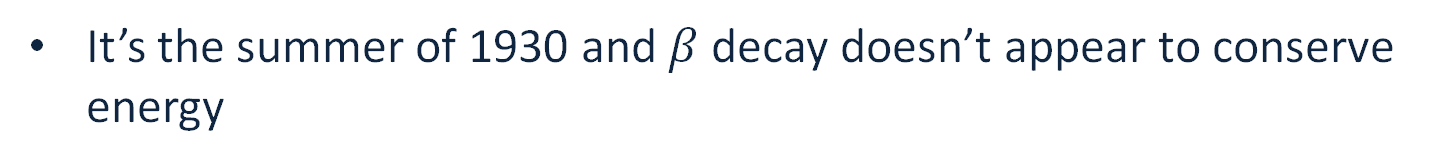 • It’s the summer of 1930 and β decay doesn’t appear to conserve
energy